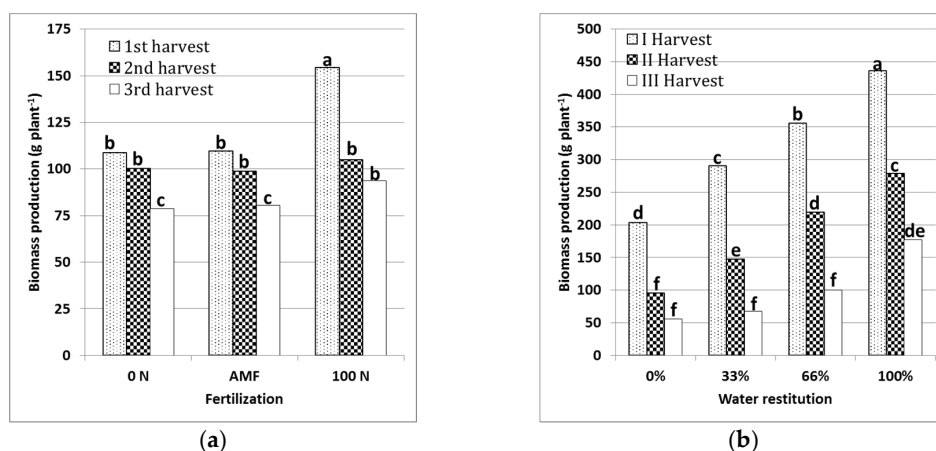 175
150
125
100
75
50
25
0
Biomass production (g plant⁻¹)
1st harvest
2nd harvest
3rd harvest
b b c
b b c
a b b
0 N AMF 100 N
Fertilization
(a)
500
450
400
350
300
250
200
150
100
50
0
Biomass production (g plant⁻¹)
I Harvest
II Harvest
III Harvest
d f f
c e f
b d f
a c de
0% 33% 66% 100%
Water restitution
(b)